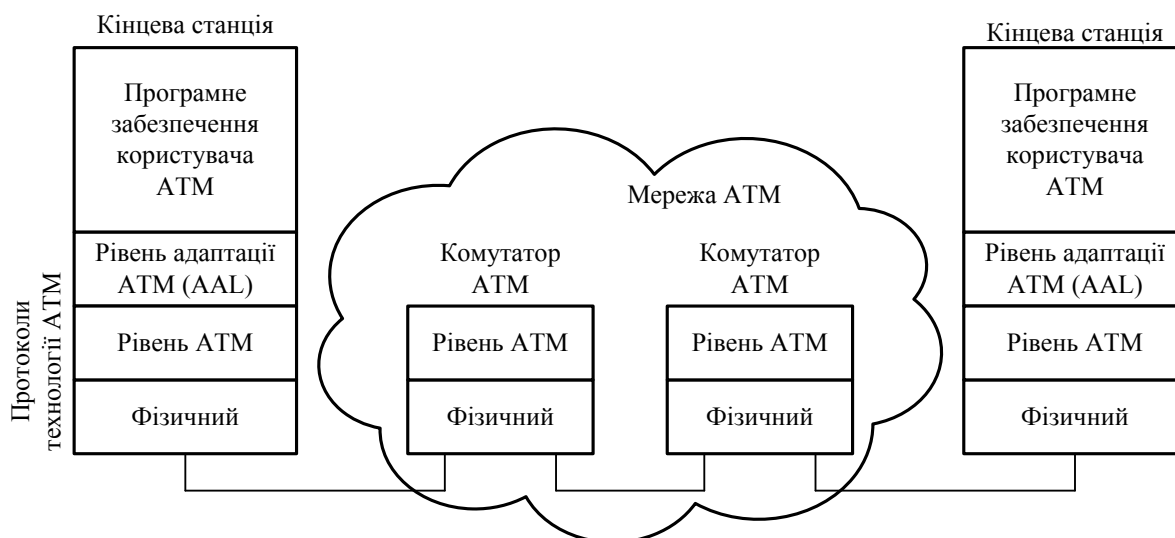 Кінцева станція
Програмне
забезпечення
користувача
АТМ
Рівень адаптації
АТМ (AAL)
Рівень АТМ
Фізичний
Протоколи
технології АТМ
Мережа АТМ
Комутатор
АТМ
Рівень АТМ
Фізичний
Комутатор
АТМ
Рівень АТМ
Фізичний
Кінцева станція
Програмне
забезпечення
користувача
АТМ
Рівень адаптації
АТМ (AAL)
Рівень АТМ
Фізичний